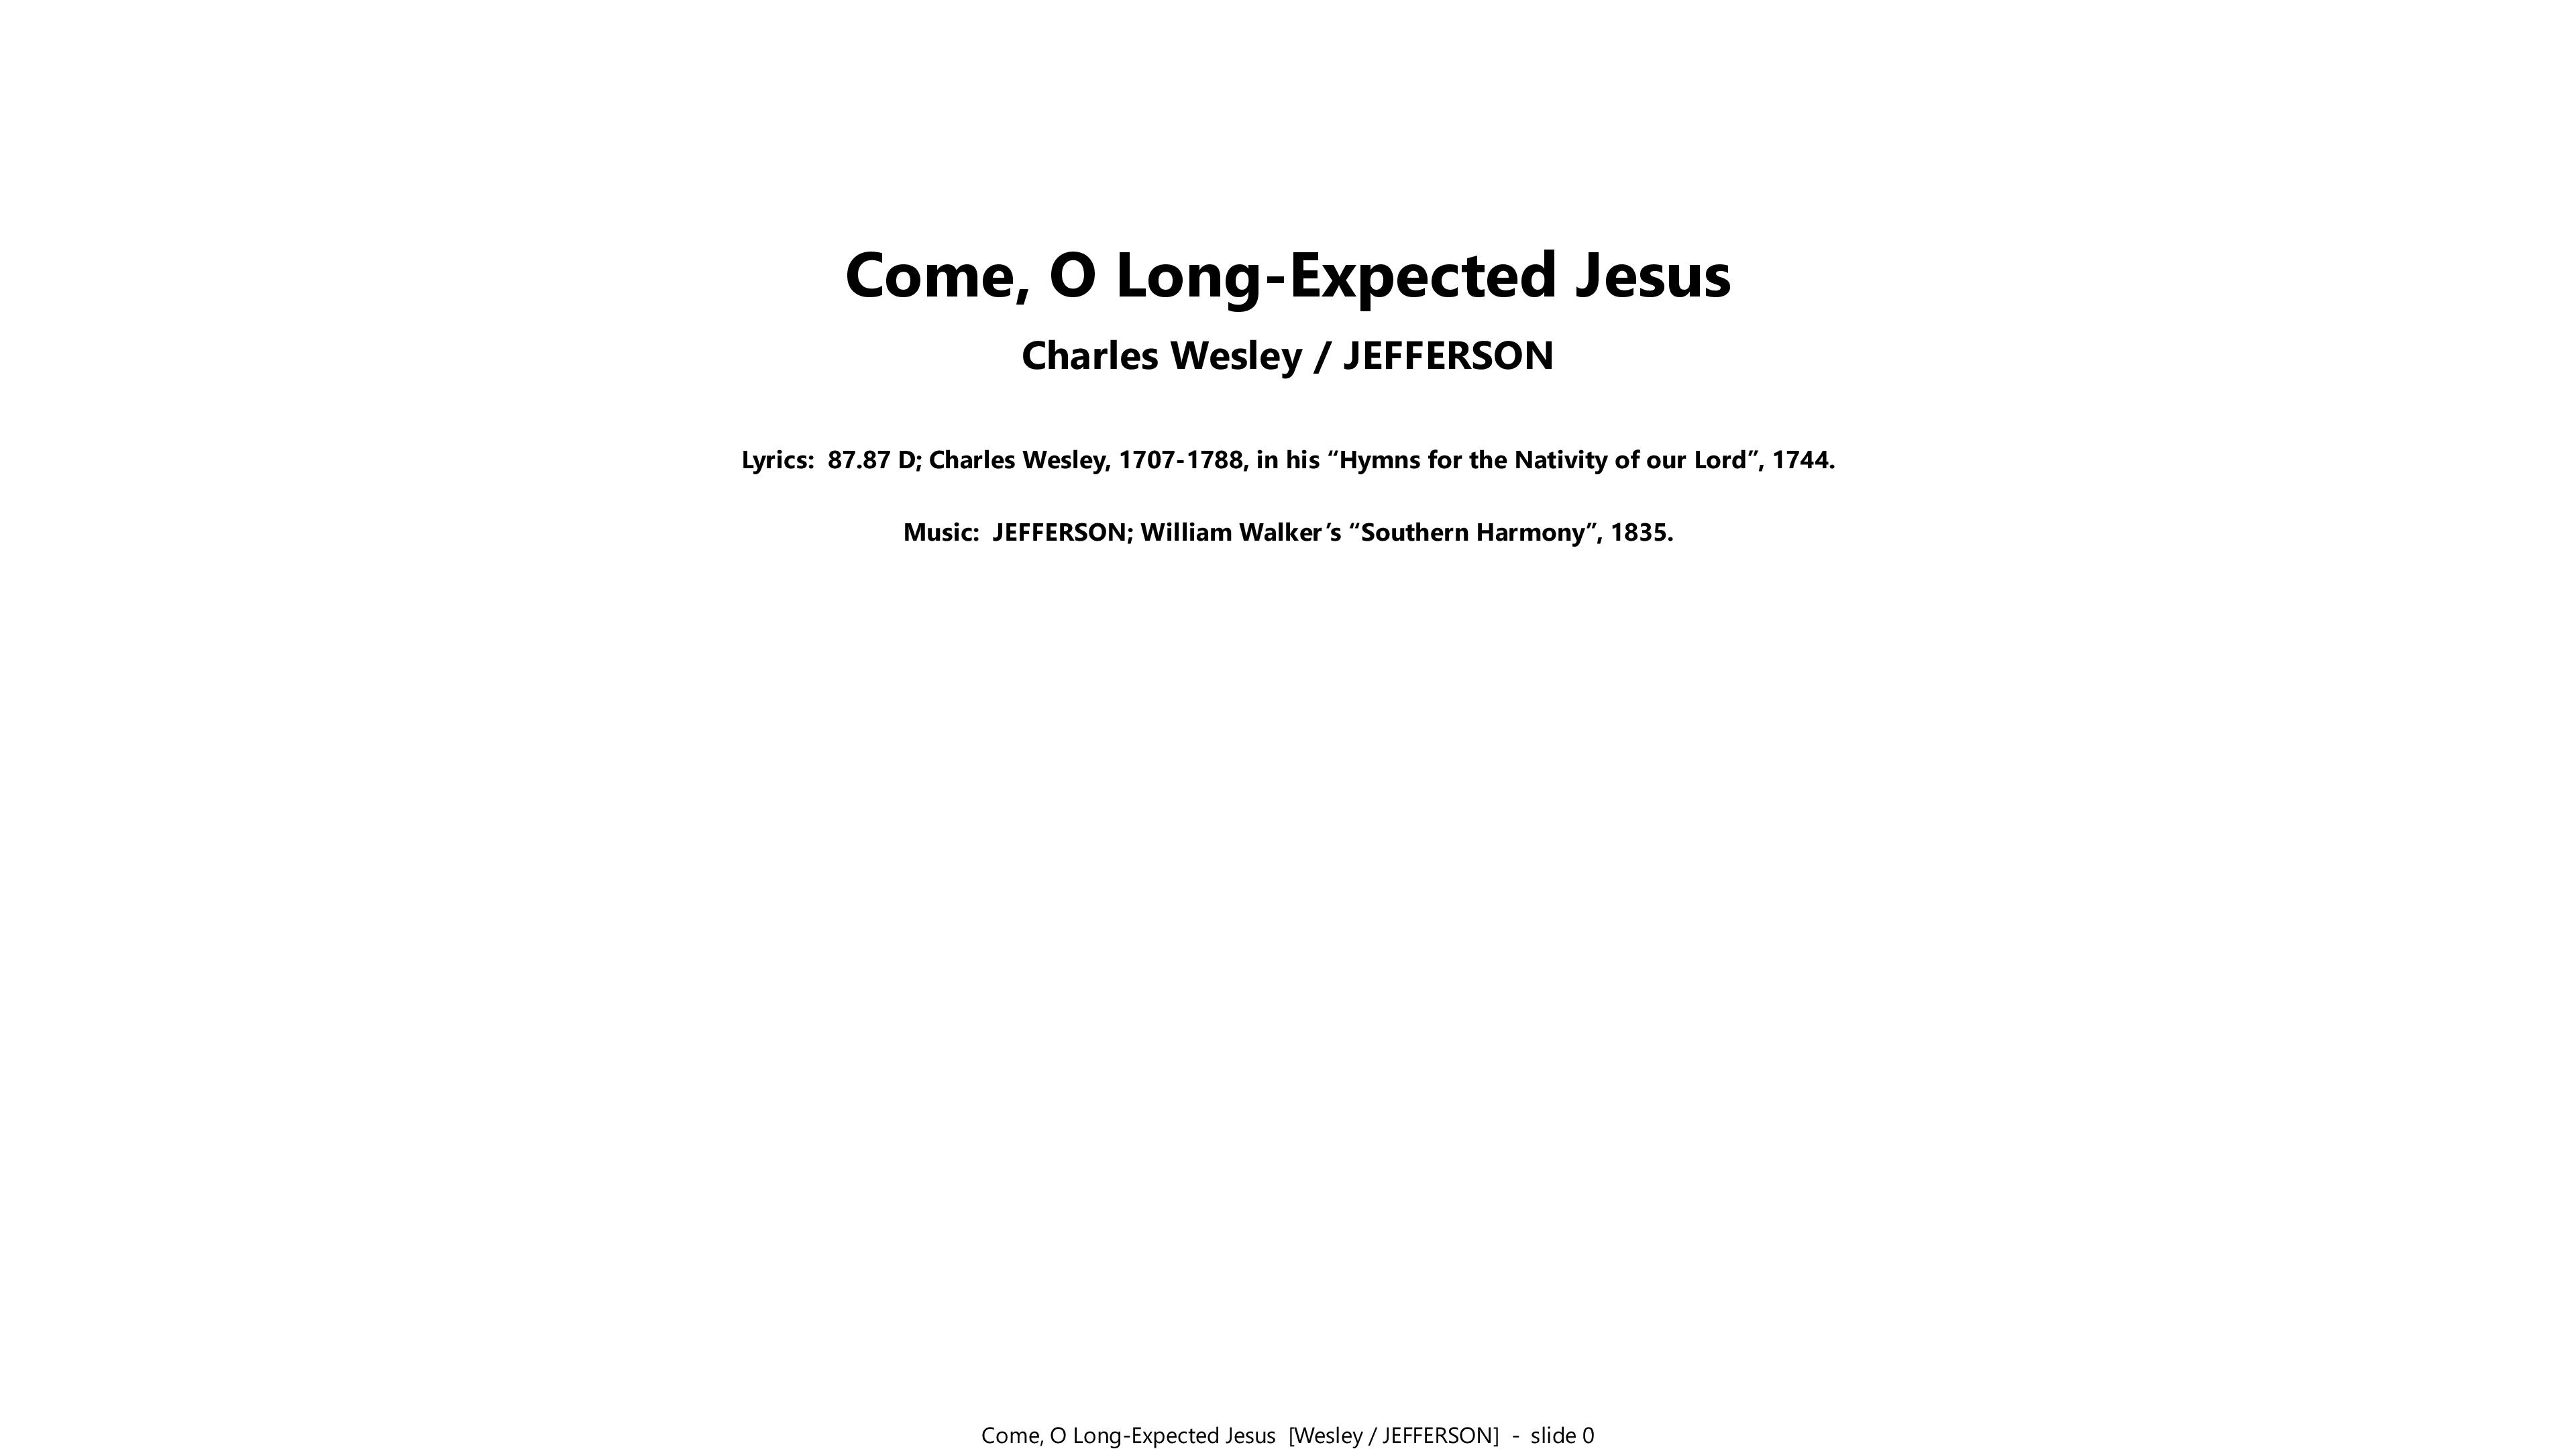 Come, O Long-Expected Jesus
Charles Wesley / JEFFERSON
Lyrics:  87.87 D; Charles Wesley, 1707-1788, in his “Hymns for the Nativity of our Lord”, 1744.
Music:  JEFFERSON; William Walker’s “Southern Harmony”, 1835.
Come, O Long-Expected Jesus  [Wesley / JEFFERSON]  -  slide 0